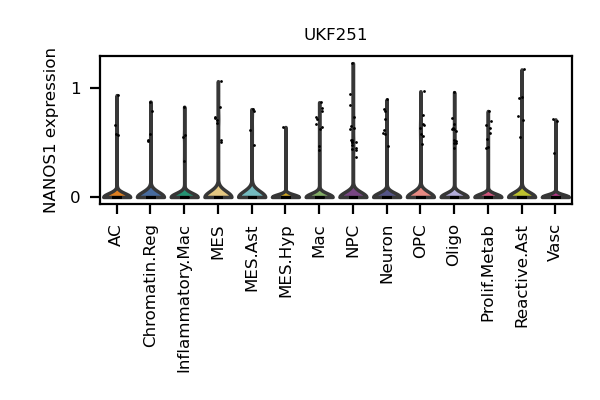 UKF251
NANOS1 expression
1
0
AC
Chromatin.Reg
Inflammatory.Mac
MES
MES.Ast
MES.Hyp
Mac
NPC
Neuron
OPC
Oligo
Prolif.Metab
Reactive.Ast
Vasc